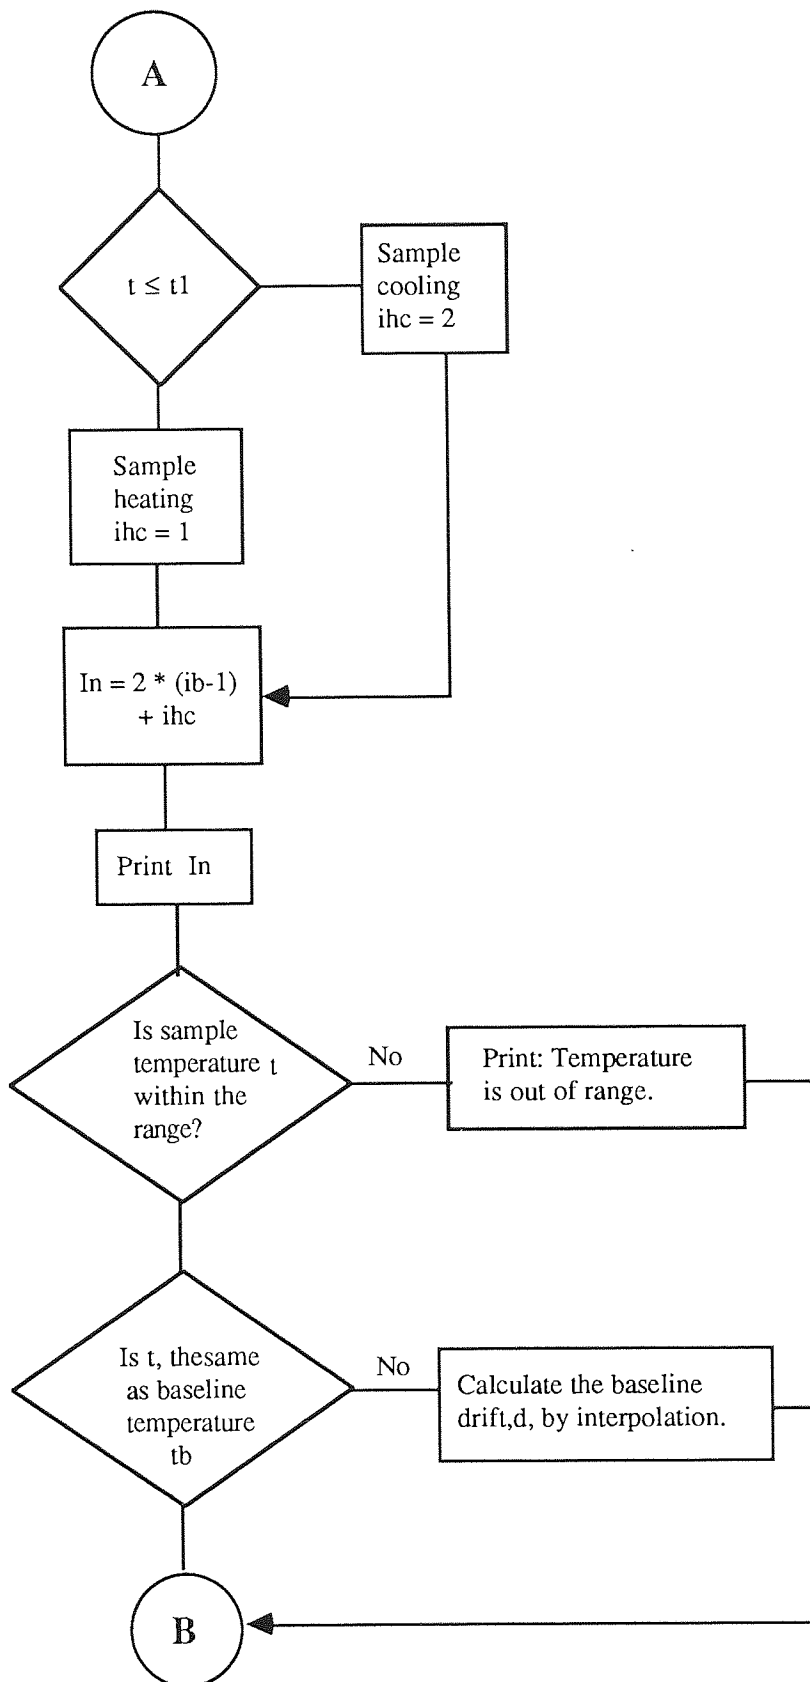 A
t ≤ t1
Sample
cooling
ihc = 2
Sample
heating
ihc = 1
In = 2 * (ib-1)
+ ihc
Print In
Is sample
temperature t
within the
range?
No
Print: Temperature
is out of range.
Is t, thesame
as baseline
temperature
tb
No
Calculate the baseline
drift,d, by interpolation.
B